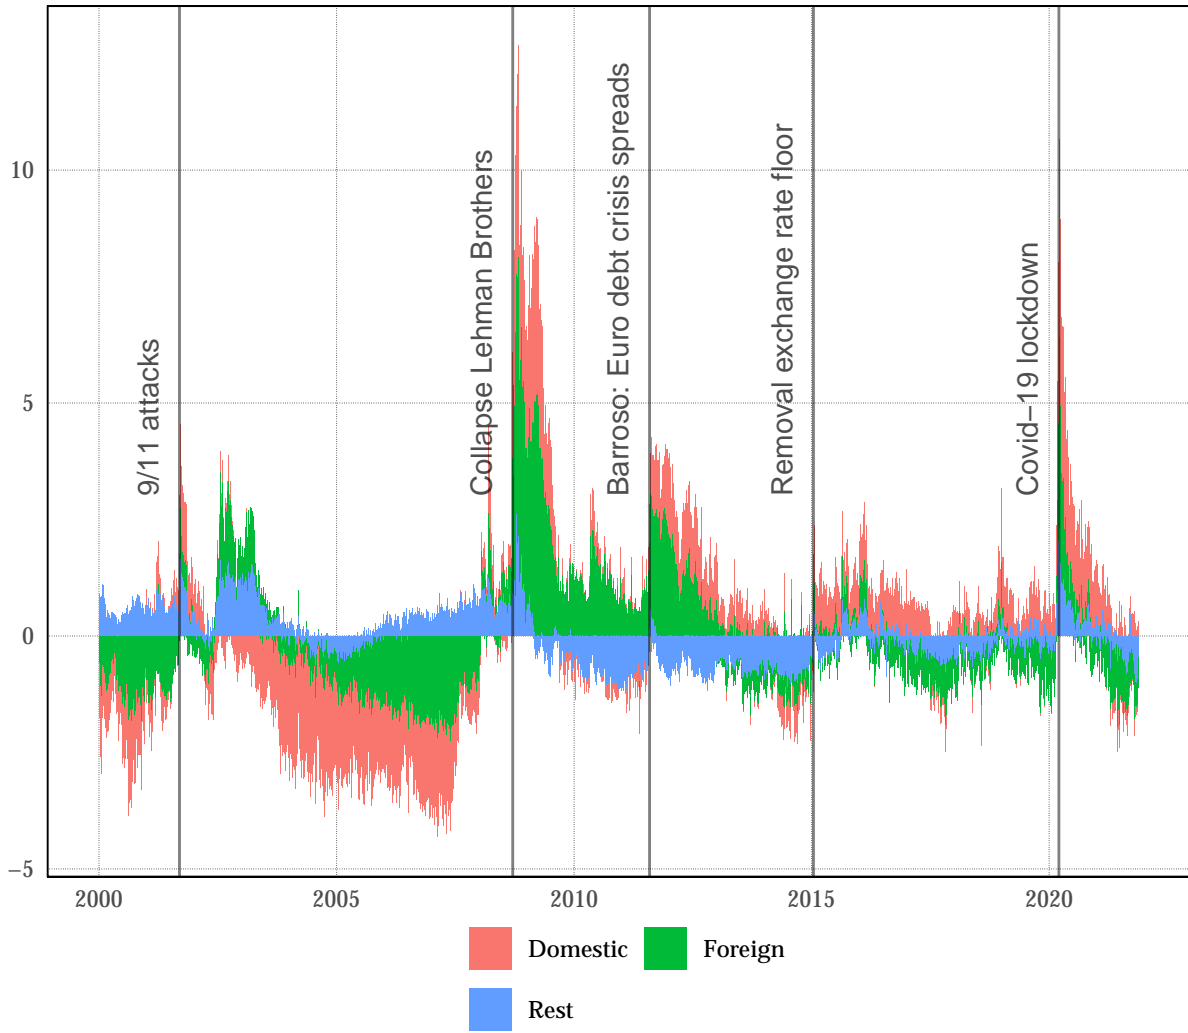 10
5
0
−5
9/11 attacks
Collapse Lehman Brothers
Barroso: Euro debt crisis spreads
Removal exchange rate floor
Covid−19 lockdown
2000
2005
2010
2015
2020
Domestic
Foreign
Rest